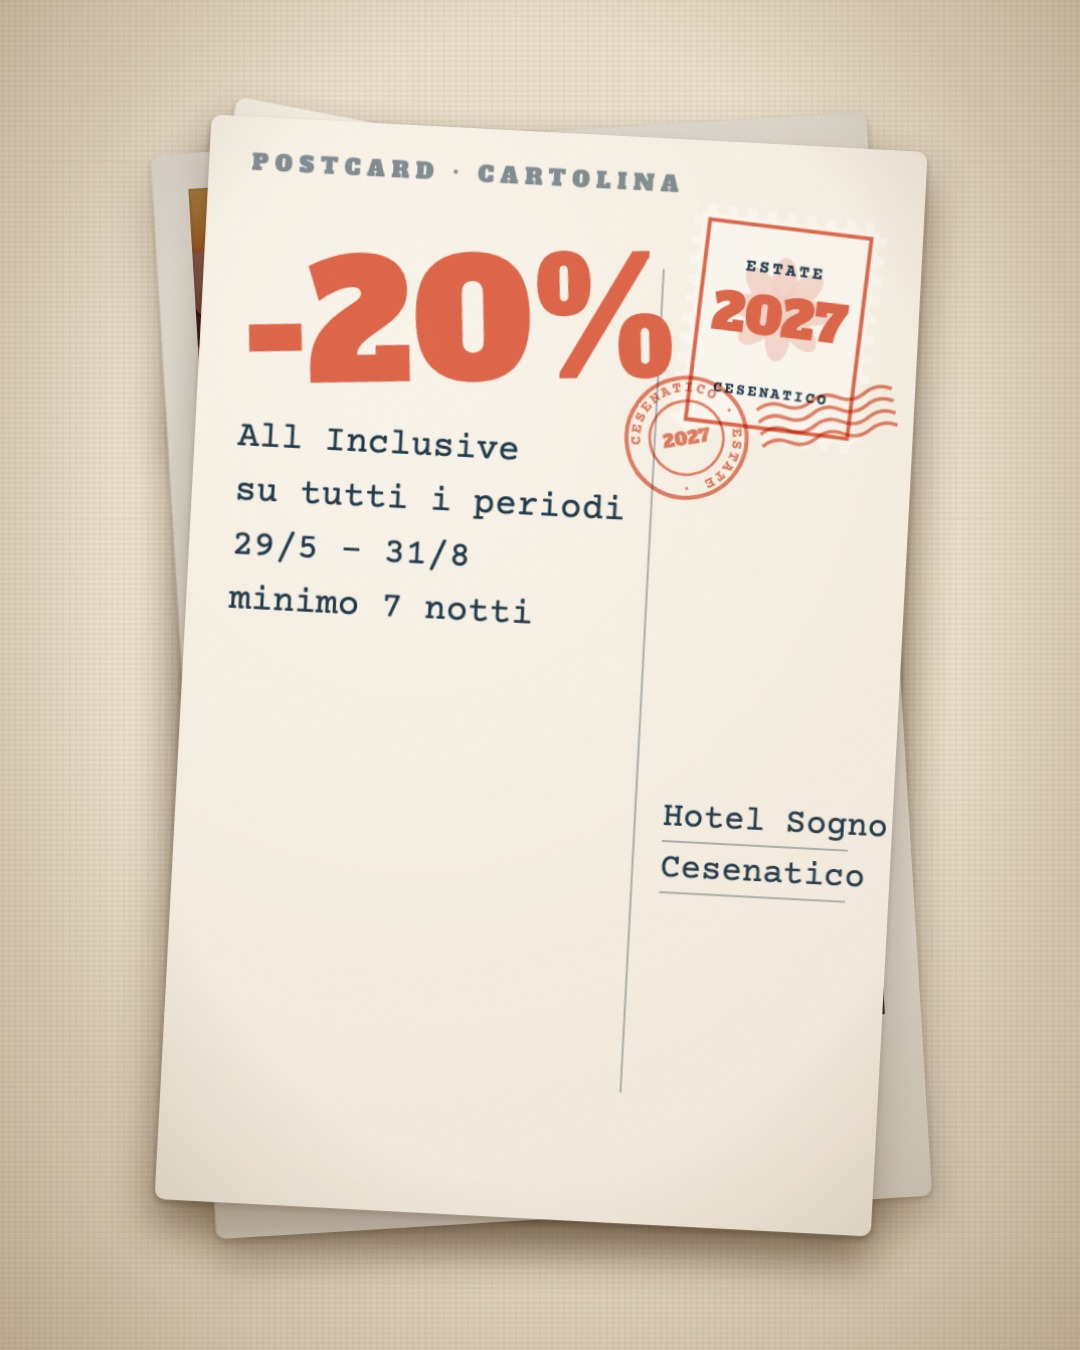 POSTCARD · CARTOLINA
-20%
ESTATE
2027
CESENATICO
CESENATICO · ESTATE ·
2027
All Inclusive
su tutti i periodi
29/5 – 31/8
minimo 7 notti
Hotel Sogno
Cesenatico